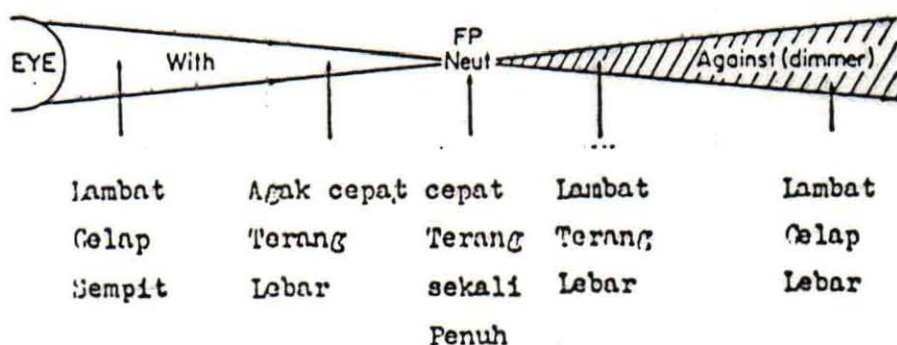 FP
EYE With Neut Against (dimmer)
...
Lambat Agak cepat cepat Lambat Lambat
Gelap Terang Terang Terang Gelap
Sempit Lebar sekali Lebar Lebar
Penuh